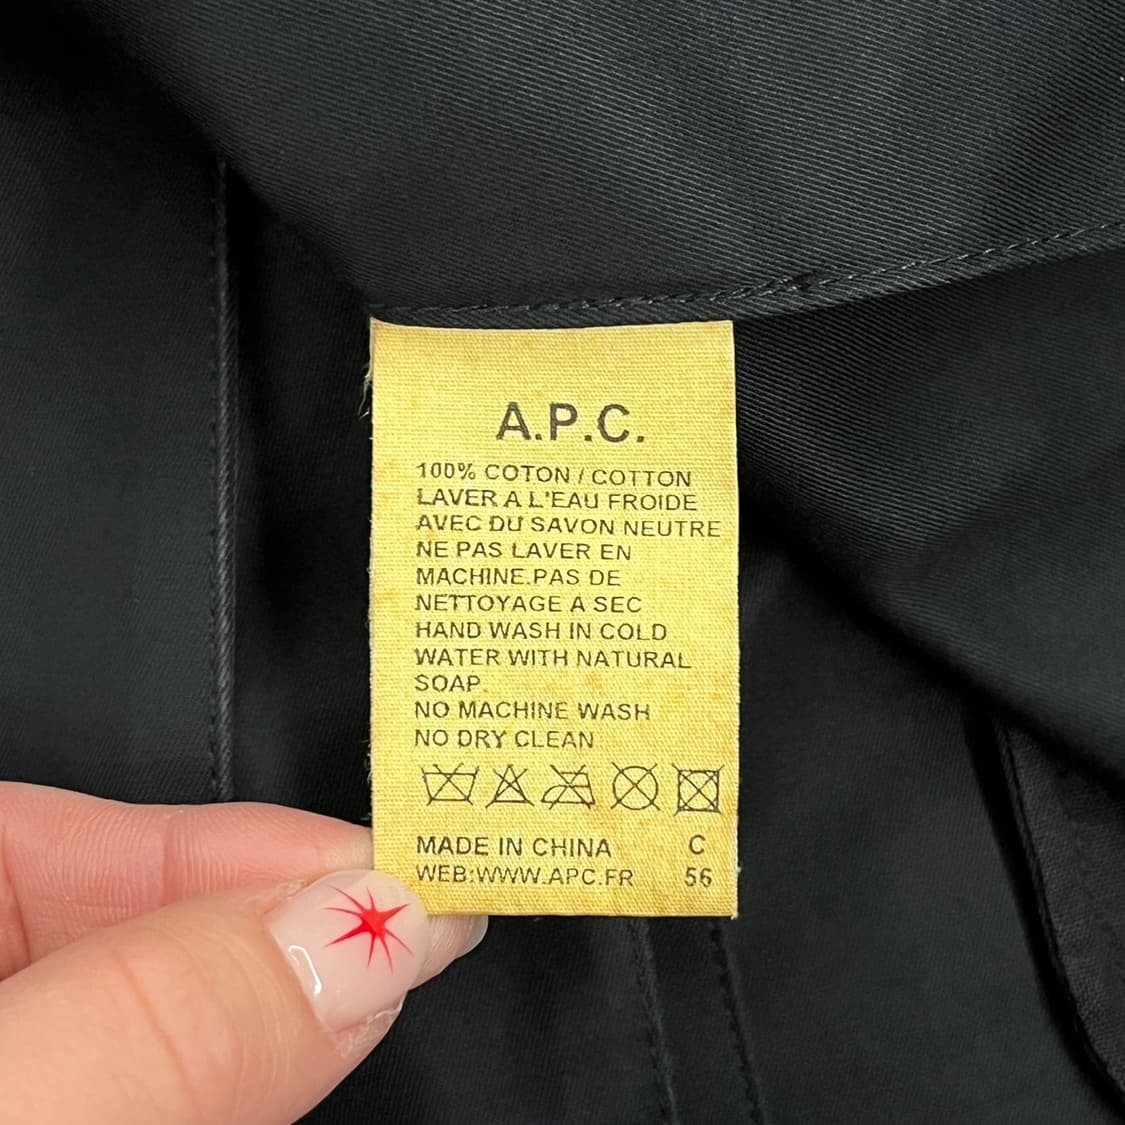 A.P.C.
100% COTON / COTTON
LAVER A L'EAU FROIDE
AVEC DU SAVON NEUTRE
NE PAS LAVER EN
MACHINE.PAS DE
NETTOYAGE A SEC
HAND WASH IN COLD
WATER WITH NATURAL
SOAP.
NO MACHINE WASH
NO DRY CLEAN
MADE IN CHINA C
WEB:WWW.APC.FR 56